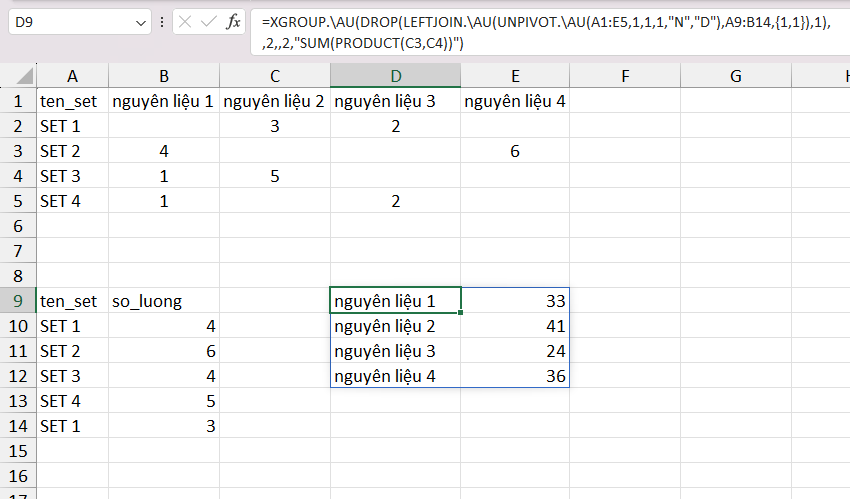 D9 fx =XGROUP.\AU(DROP(LEFTJOIN.\AU(UNPIVOT.\AU(A1:E5,1,1,1,"N","D"),A9:B14,{1,1}),1),
,2,,2,"SUM(PRODUCT(C3,C4))")
A B C D E F G H
1 ten_set nguyên liệu 1 nguyên liệu 2 nguyên liệu 3 nguyên liệu 4
2 SET 1 3 2
3 SET 2 4 6
4 SET 3 1 5
5 SET 4 1 2
6
7
8
9 ten_set so_luong nguyên liệu 1 33
10 SET 1 4 nguyên liệu 2 41
11 SET 2 6 nguyên liệu 3 24
12 SET 3 4 nguyên liệu 4 36
13 SET 4 5
14 SET 1 3
15
16
17